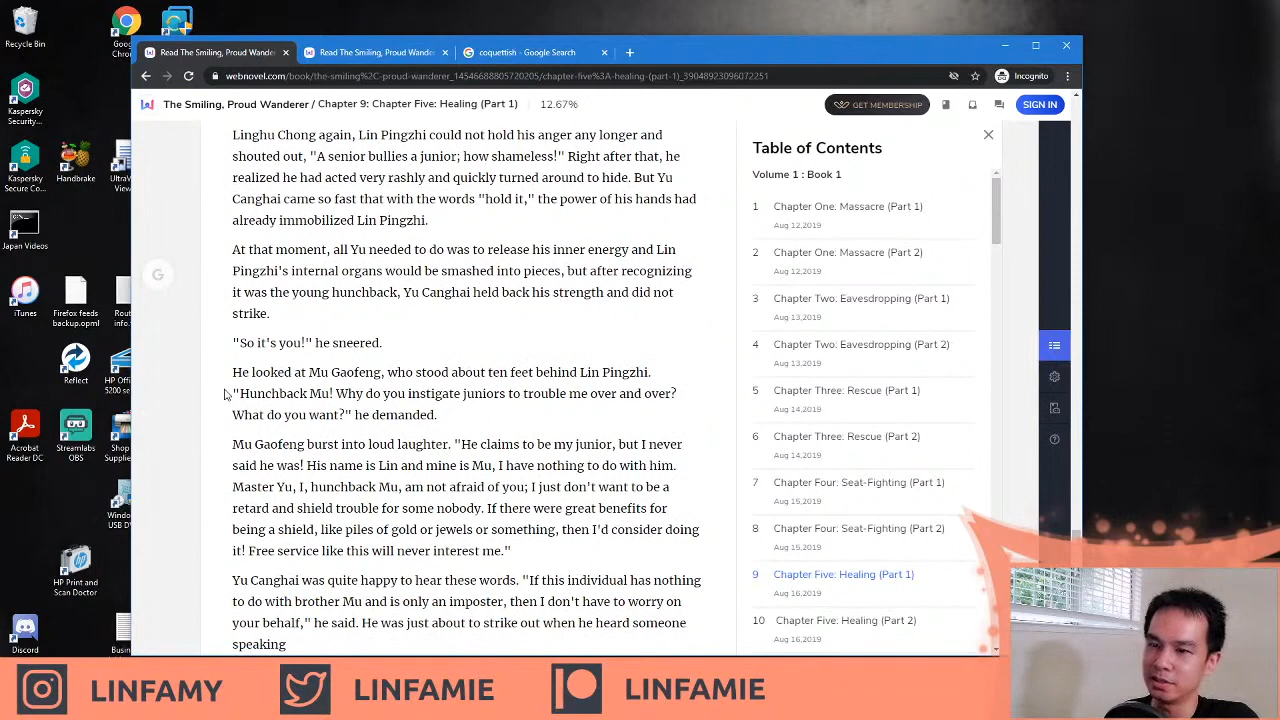 Recycle Bin
Google
Chrom
Kaspersky
Security...
Kaspersky
Secure Co...
Handbrake
UltraV
Japan Videos
iTunes
Firefox feeds
backup.opml
Router
info.
Reflect
HP Office
Acrobat
Reader DC
Streamlabs
OBS
Shop
Supplies
Window
USB DV
HP Print and
Scan Doctor
Discord
Document
Read The Smiling, Proud Wander
Read The Smiling, Proud Wande
coquettish - Google Search
webnovel.com/book/the-smiling%2C-proud-wanderer_14546688805720205/chapter-five%3A-healing-(part-1)_39048923096072251
Incognito
The Smiling, Proud Wanderer / Chapter 9: Chapter Five: Healing (Part 1)
12.67%
GET MEMBERSHIP
SIGN IN
Linghu Chong again, Lin Pingzhi could not hold his anger any longer and
shouted out, "A senior bullies a junior; how shameless!" Right after that, he
realized he had acted very rashly and quickly turned around to hide. But Yu
Canghai came so fast that with the words "hold it," the power of his hands had
already immobilized Lin Pingzhi.
At that moment, all Yu needed to do was to release his inner energy and Lin
Pingzhi's internal organs would be smashed into pieces, but after recognizing
it was the young hunchback, Yu Canghai held back his strength and did not
strike.
"So it's you!" he sneered.
He looked at Mu Gaofeng, who stood about ten feet behind Lin Pingzhi.
"Hunchback Mu! Why do you instigate juniors to trouble me over and over?
What do you want?" he demanded.
Mu Gaofeng burst into loud laughter. "He claims to be my junior, but I never
said he was! His name is Lin and mine is Mu, I have nothing to do with him.
Master Yu, I, hunchback Mu, am not afraid of you; I just don't want to be a
retard and shield trouble for some nobody. If there were great benefits for
being a shield, like piles of gold or jewels or something, then I'd consider doing
it! Free service like this will never interest me."
Yu Canghai was quite happy to hear these words. "If this individual has nothing
to do with brother Mu and is only an imposter, then I don't have to worry on
your behalf," he said. He was just about to strike out when he heard someone
speaking
Table of Contents
Volume 1 : Book 1
1 Chapter One: Massacre (Part 1)
Aug 12,2019
2 Chapter One: Massacre (Part 2)
Aug 12,2019
3 Chapter Two: Eavesdropping (Part 1)
Aug 13,2019
4 Chapter Two: Eavesdropping (Part 2)
Aug 13,2019
5 Chapter Three: Rescue (Part 1)
Aug 14,2019
6 Chapter Three: Rescue (Part 2)
Aug 14,2019
7 Chapter Four: Seat-Fighting (Part 1)
Aug 15,2019
8 Chapter Four: Seat-Fighting (Part 2)
Aug 15,2019
9 Chapter Five: Healing (Part 1)
Aug 16,2019
10 Chapter Five: Healing (Part 2)
Aug 16,2019
LINFAMY
LINFAMIE
LINFAMIE